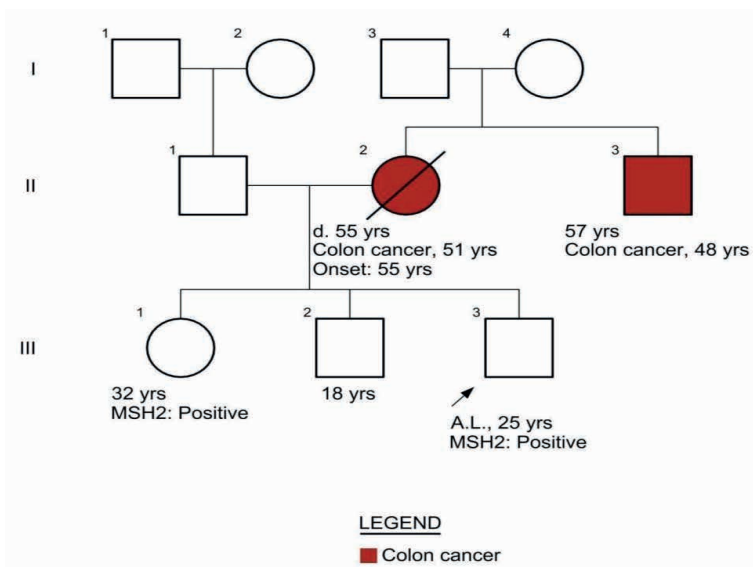 1
2
3
4
I
1
2
3
II
d. 55 yrs
Colon cancer, 51 yrs
Onset: 55 yrs
57 yrs
Colon cancer, 48 yrs
1
2
3
III
32 yrs
MSH2: Positive
18 yrs
A.L., 25 yrs
MSH2: Positive
LEGEND
Colon cancer